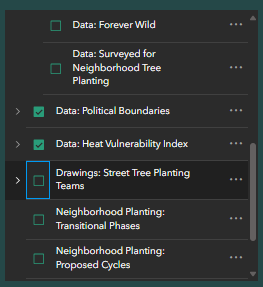 Data: Forever Wild
Data: Surveyed for
Neighborhood Tree
Planting
Data: Political Boundaries
Data: Heat Vulnerability Index
Drawings: Street Tree Planting
Teams
Neighborhood Planting:
Transitional Phases
Neighborhood Planting:
Proposed Cycles